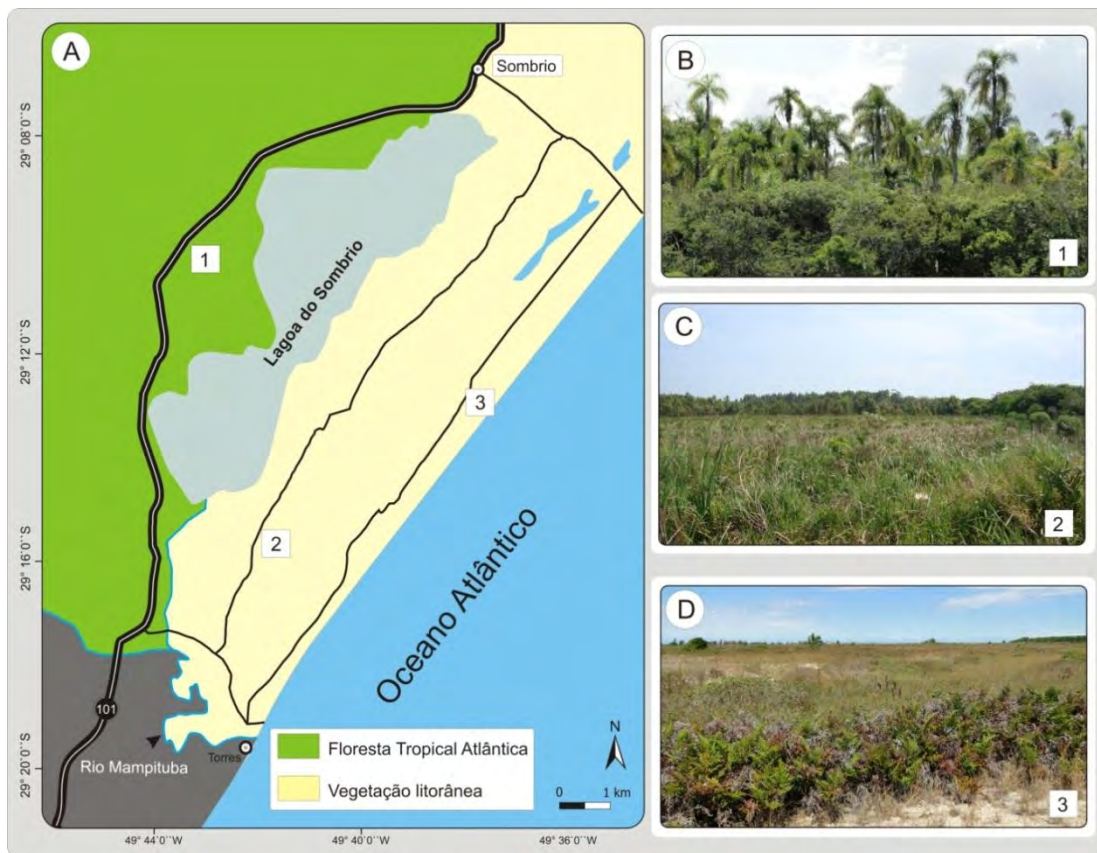 A
Sombrio
29° 08'0´´S
1
Lagoa do Sombrio
29° 12'0´´S
3
2
29° 16'0´´S
Oceano Atlântico
101
Rio Mampituba
Torres
29° 20'0´´S
Floresta Tropical Atlântica
Vegetação litorânea
N
0 1 km
49° 44'0´´W
49° 40'0´´W
49° 36'0´´W
B
1
C
2
D
3